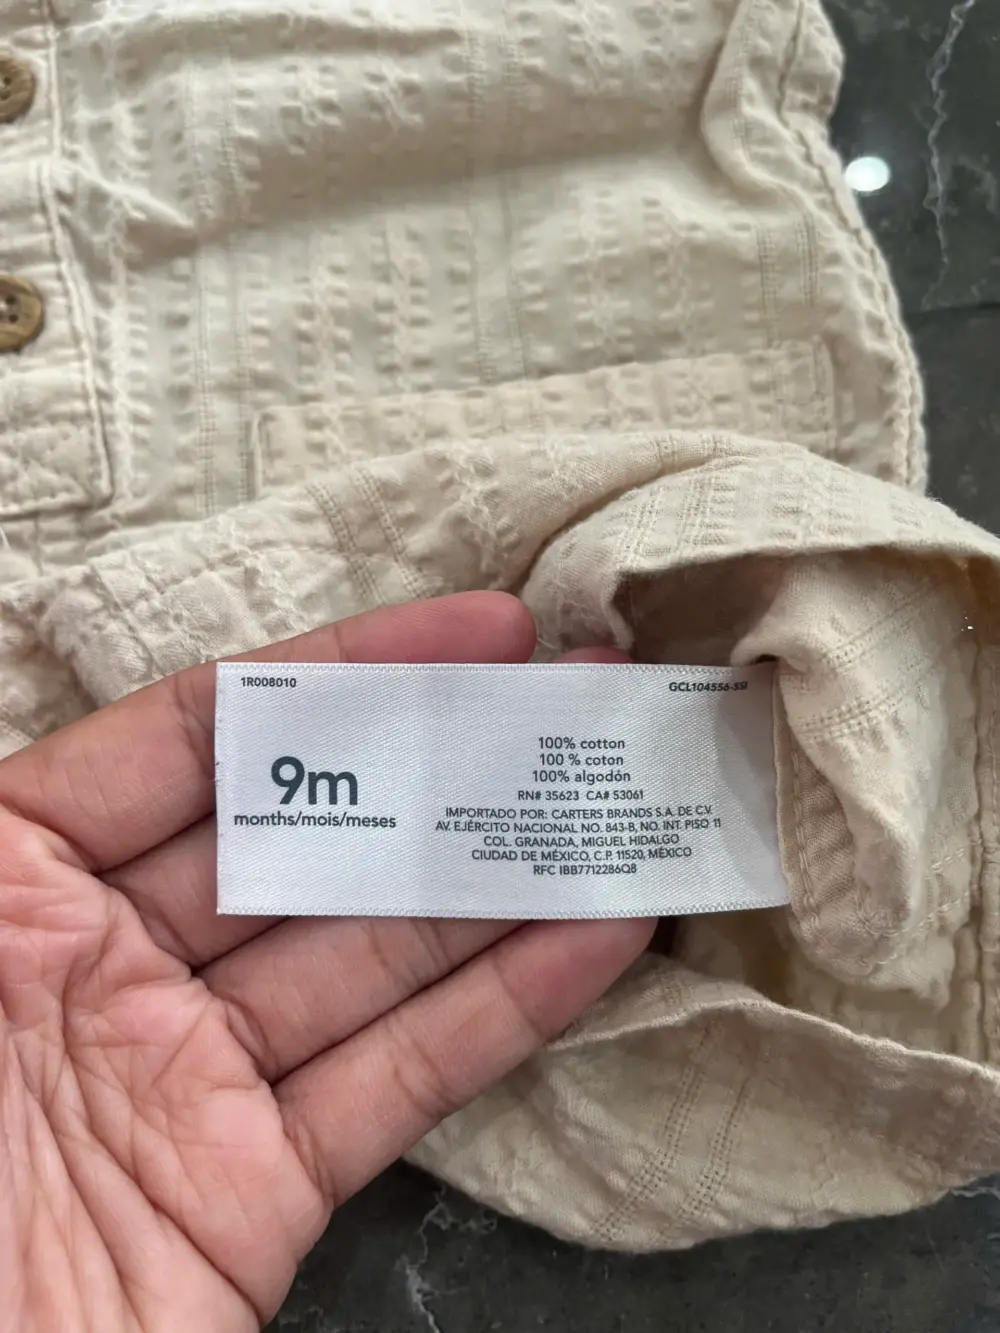 1R008010
GCL104556-SSI
9m
months/mois/meses
100% cotton
100 % coton
100% algodón
RN# 35623 CA# 53061
IMPORTADO POR: CARTERS BRANDS S.A. DE C.V.
AV. EJÉRCITO NACIONAL NO. 843-B, NO. INT. PISO 11
COL. GRANADA, MIGUEL HIDALGO
CIUDAD DE MÉXICO, C.P. 11520, MÉXICO
RFC IBB7712286Q8